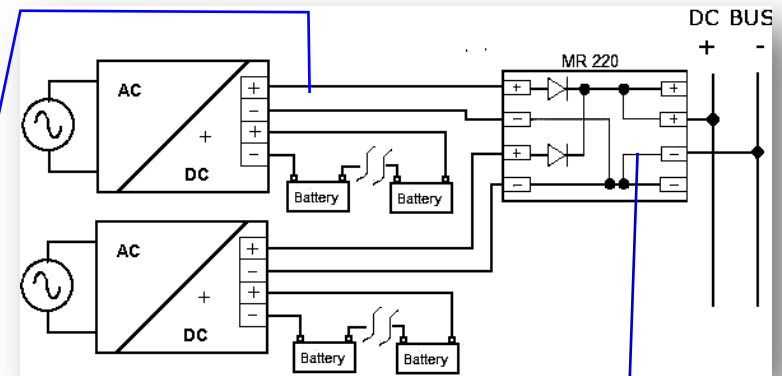 DC BUS
+ -
MR 220
AC
+
DC
+
-
+
-
Battery
Battery
+
-
+
-
+
+
-
-
AC
+
DC
+
-
+
-
Battery
Battery